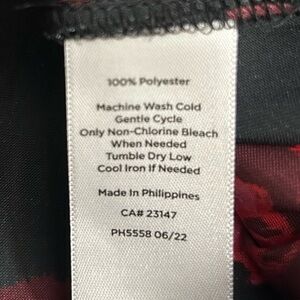 100% Polyester
Machine Wash Cold
Gentle Cycle
Only Non-Chlorine Bleach
When Needed
Tumble Dry Low
Cool Iron If Needed
Made In Philippines
CA# 23147
PH5558 06/22